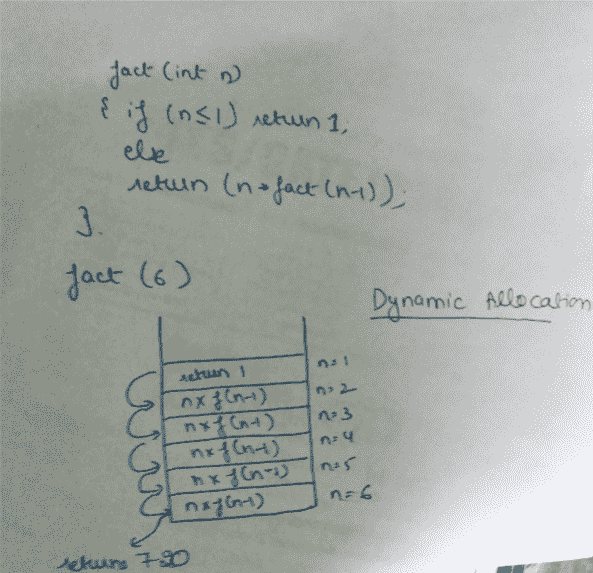 fact (int n)
{ if (n≤1) return 1,
else
return (n * fact (n-1));
}.
fact (6)
Dynamic Allocation
return 1 n=1
n x f(n-1) n=2
n x f(n-1) n=3
n x f(n-1) n=4
n x f(n-1) n=5
n x f(n-1) n=6
returns 720